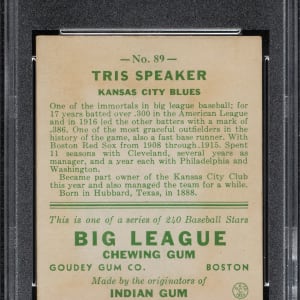 — No. 89 —
TRIS SPEAKER
KANSAS CITY BLUES
One of the immortals in big league baseball; for
17 years batted over .300 in the American League
and in 1916 led the other batters with a mark of
.386. One of the most graceful outfielders in the
history of the game, also a fast base runner. With
Boston Red Sox from 1908 through 1915. Spent
11 seasons with Cleveland, several years as
manager, and a year each with Philadelphia and
Washington.
Became part owner of the Kansas City Club
this year and also managed the team for a while.
Born in Hubbard, Texas, in 1888.
This is one of a series of 240 Baseball Stars
BIG LEAGUE
CHEWING GUM
GOUDEY GUM CO. BOSTON
Made by the originators of
INDIAN GUM